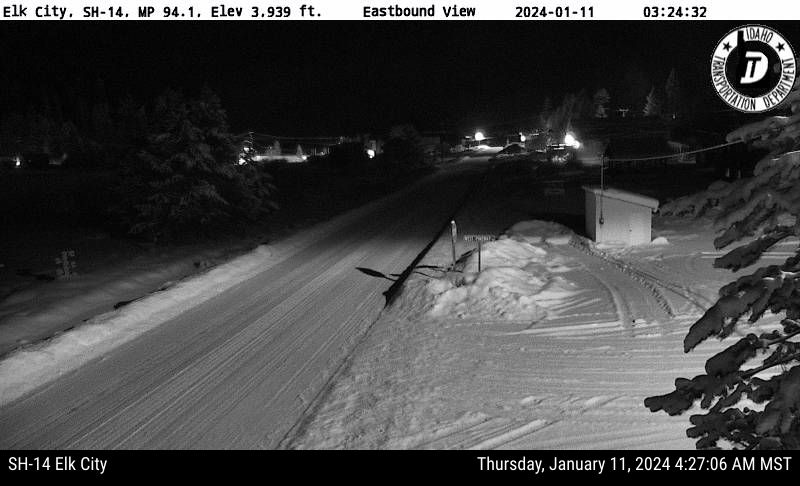 Elk City, SH-14, MP 94.1, Elev 3,939 ft. Eastbound View 2024-01-11 03:24:32
IDAHO
TRANSPORTATION DEPARTMENT
SH-14 Elk City Thursday, January 11, 2024 4:27:06 AM MST